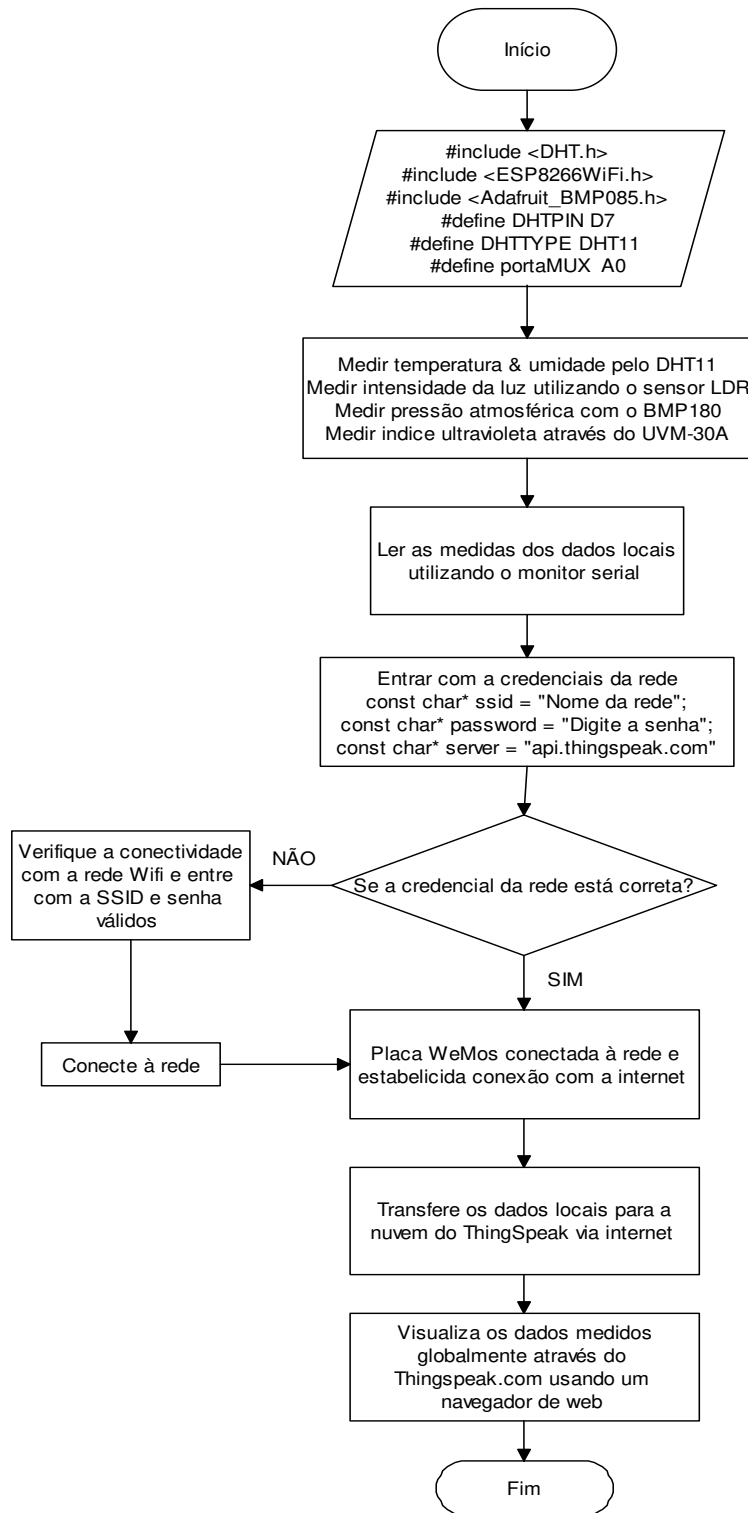 Início
#include <DHT.h>
#include <ESP8266WiFi.h>
#include <Adafruit_BMP085.h>
#define DHTPIN D7
#define DHTTYPE DHT11
#define portaMUX  A0
Medir temperatura & umidade pelo DHT11
Medir intensidade da luz utilizando o sensor LDR
Medir pressão atmosférica com o BMP180
Medir indice ultravioleta através do UVM-30A
Ler as medidas dos dados locais
utilizando o monitor serial
Entrar com a credenciais da rede
const char* ssid = "Nome da rede";
const char* password = "Digite a senha";
const char* server = "api.thingspeak.com"
Se a credencial da rede está correta?
NÃO
Verifique a conectividade
com a rede Wifi e entre
com a SSID e senha
válidos
Conecte à rede
SIM
Placa WeMos conectada à rede e
estabelicida conexão com a internet
Transfere os dados locais para a
nuvem do ThingSpeak via internet
Visualiza os dados medidos
globalmente através do
Thingspeak.com usando um
navegador de web
Fim